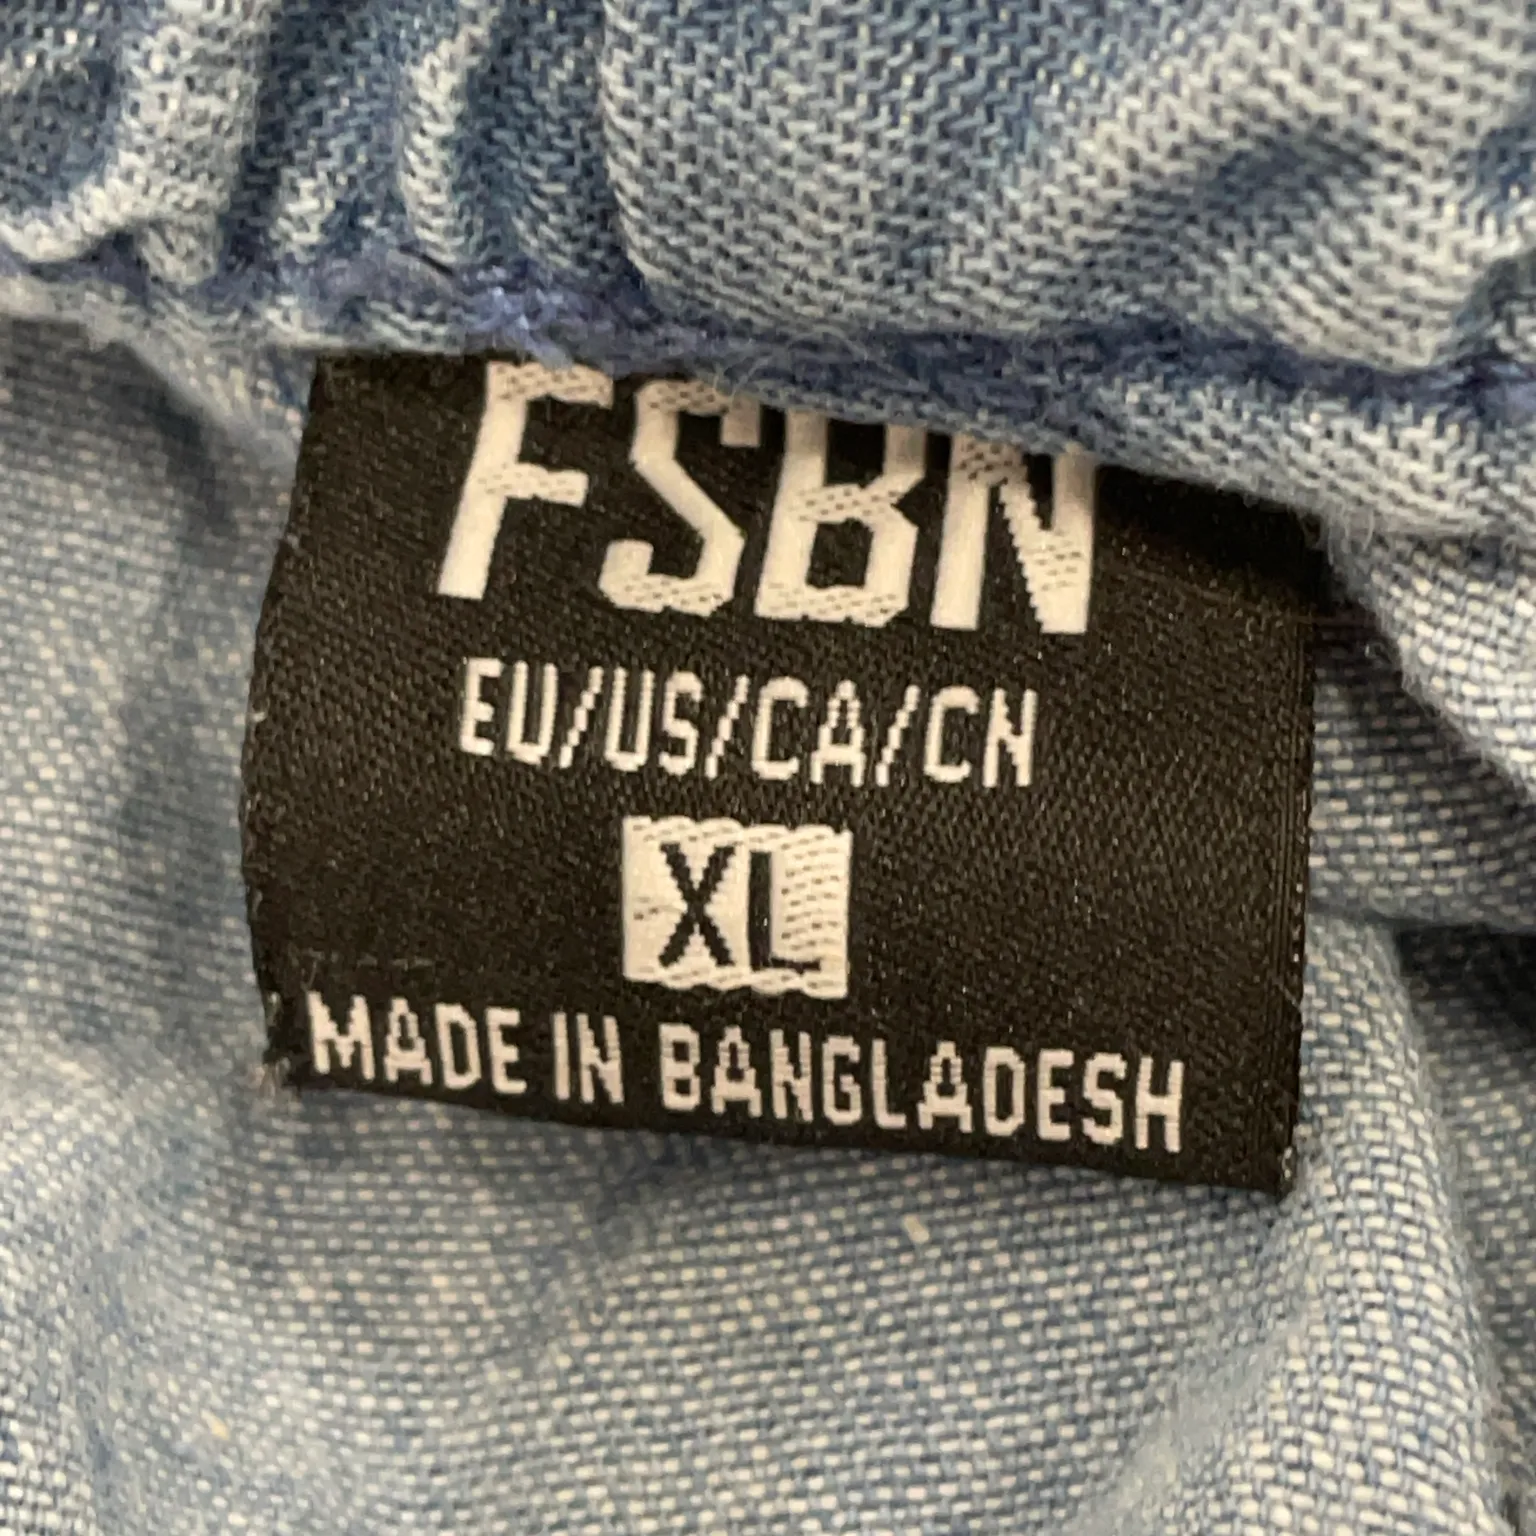 FSBN
EU/US/CA/CN
XL
MADE IN BANGLADESH